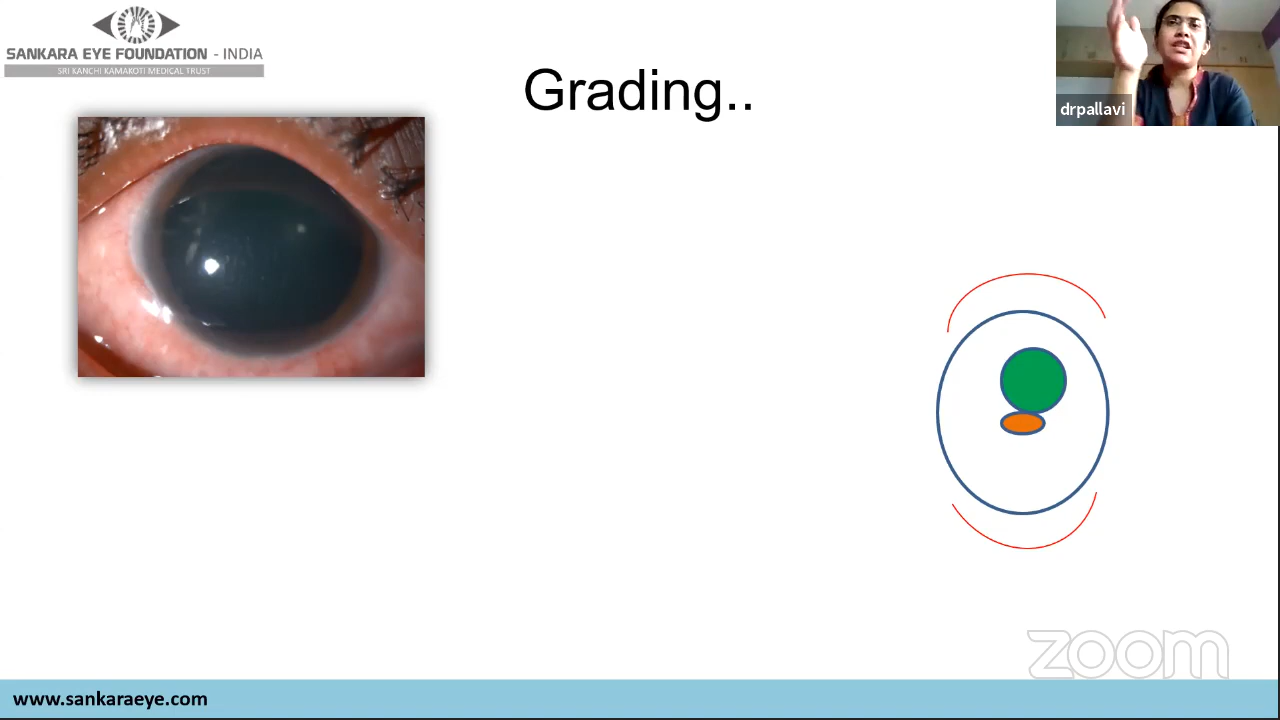 SANKARA EYE FOUNDATION - INDIA
SRI KANCHI KAMAKOTI MEDICAL TRUST
Grading..
drpallavi
zoom
www.sankaraeye.com